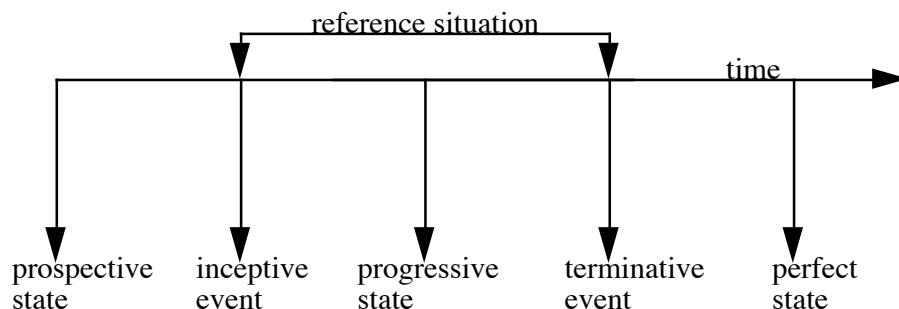 reference situation
time
prospective state
inceptive event
progressive state
terminative event
perfect state